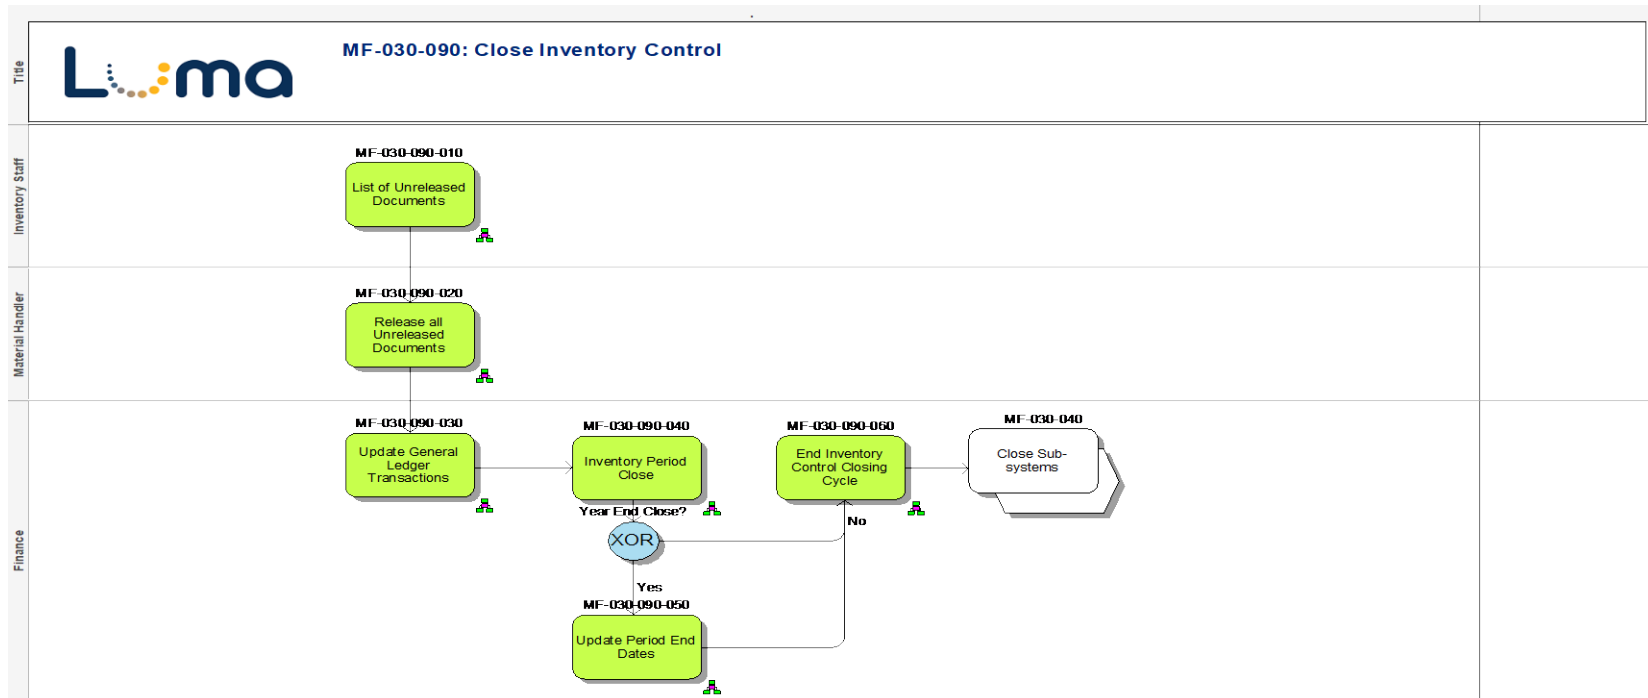 Title
Luma
MF-030-090: Close Inventory Control
Inventory Staff
MF-030-090-010
List of Unreleased
Documents
Material Handler
MF-030-090-020
Release all
Unreleased
Documents
Finance
MF-030-090-030
Update General
Ledger
Transactions
MF-030-090-040
Inventory Period
Close
Year End Close?
XOR
No
Yes
MF-030-090-050
Update Period End
Dates
MF-030-090-060
End Inventory
Control Closing
Cycle
MF-030-040
Close Sub-
systems